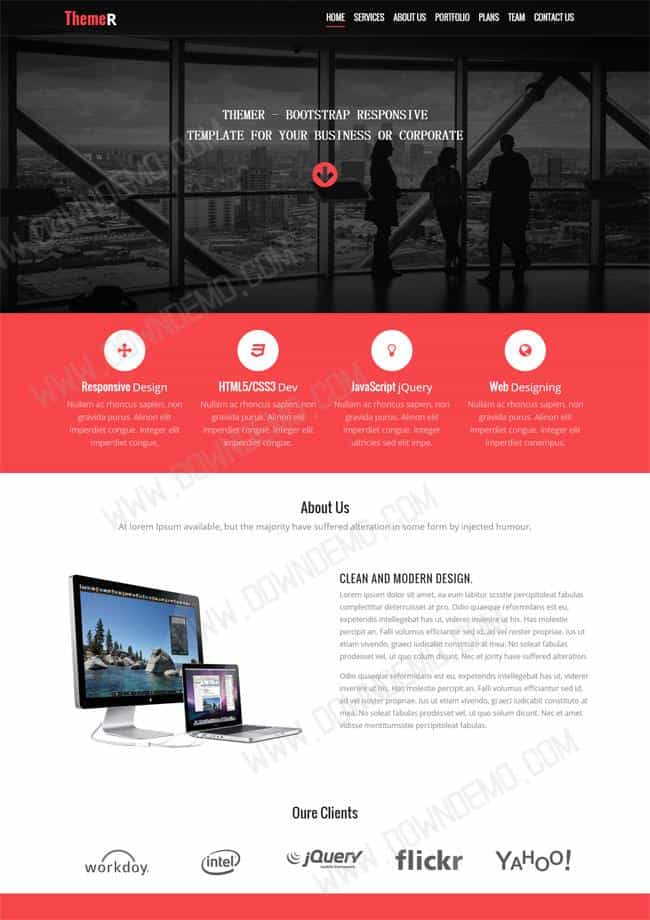 ThemeR
HOME SERVICES ABOUT US PORTFOLIO PLANS TEAM CONTACT US
THEMER - BOOTSTRAP RESPONSIVE
TEMPLATE FOR YOUR BUSINESS OR CORPORATE
Responsive Design
Nullam ac rhoncus sapien, non
gravida purus. Alinon elit
imperdiet congue. Integer elit
imperdiet congue.
HTML5/CSS3 Dev
Nullam ac rhoncus sapien, non
gravida purus. Alinon elit
imperdiet congue. Integer elit
imperdiet congue.
JavaScript jQuery
Nullam ac rhoncus sapien, non
gravida purus. Alinon elit
imperdiet congue. Integer
ultricies sed elit impe.
Web Designing
Nullam ac rhoncus sapien, non
gravida purus. Alinon elit
imperdiet congue. Integer elit
imperdiet conempus.
About Us
At lorem Ipsum available, but the majority have suffered alteration in some form by injected humour.
CLEAN AND MODERN DESIGN.
Lorem ipsum dolor sit amet, ea eum labitur scsstie percipitoleat fabulas
complectitur deterruisset at pro. Odio quaeque reformidans est eu,
expetendis intellegebat has ut, viderer invenire ut his. Has molestie
percipit an. Falli volumus efficiantur sed id, ad vel noster propriae. Ius ut
etiam vivendo, graeci iudicabit constituto at mea. No soleat fabulas
prodesset vel, ut quo solum dicunt. Nec et jority have suffered alteration.
Odio quaeque reformidans est eu, expetendis intellegebat has ut, viderer
invenire ut his. Has molestie percipit an. Falli volumus efficiantur sed id,
ad vel noster propriae. Ius ut etiam vivendo, graeci iudicabit constituto at
mea. No soleat fabulas prodesset vel, ut quo solum dicunt. Nec et amet
vidisse mentitumsstie percipitoleat fabulas.
Oure Clients
workday.
intel
jQuery
flickr
YAHOO!
WWW.DOWNDEMO.COM
WWW.DOWNDEMO.COM
WWW.DOWNDEMO.COM
WWW.DOWNDEMO.COM
WWW.DOWNDEMO.COM
WWW.DOWNDEMO.COM